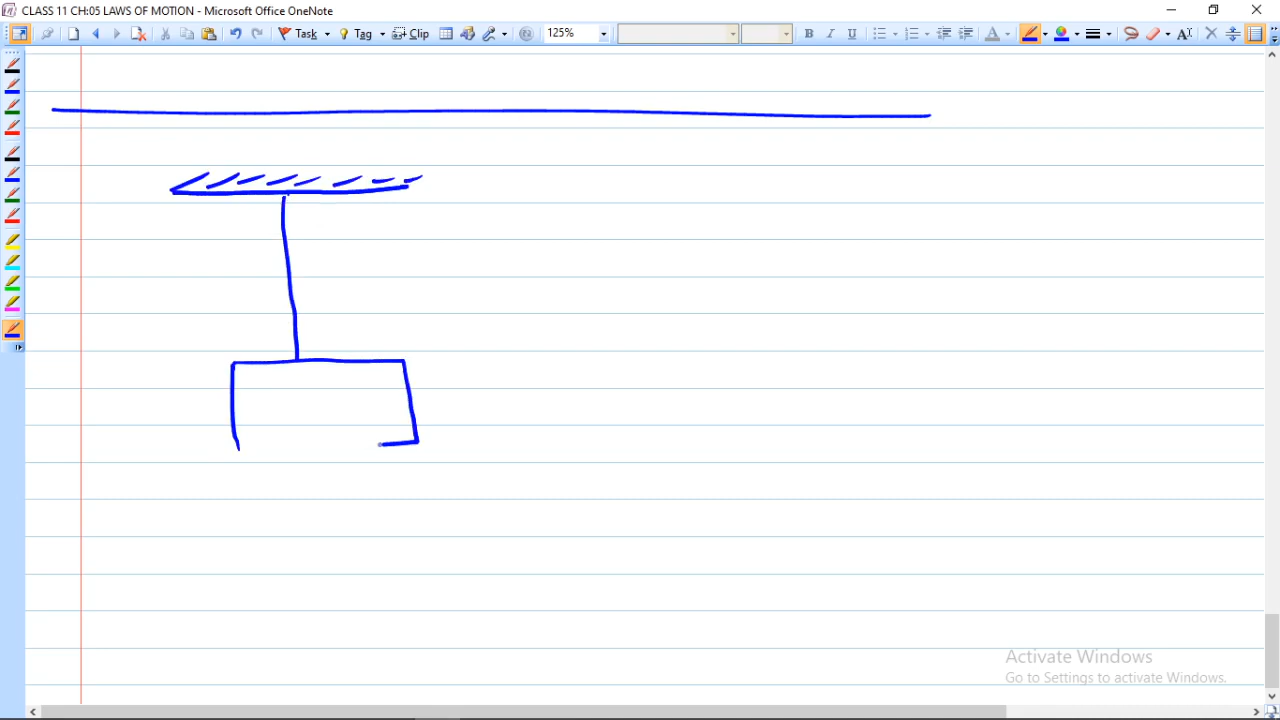 CLASS 11 CH:05 LAWS OF MOTION - Microsoft Office OneNote
Task Tag Clip 125% B I U A
Activate Windows
Go to Settings to activate Windows.